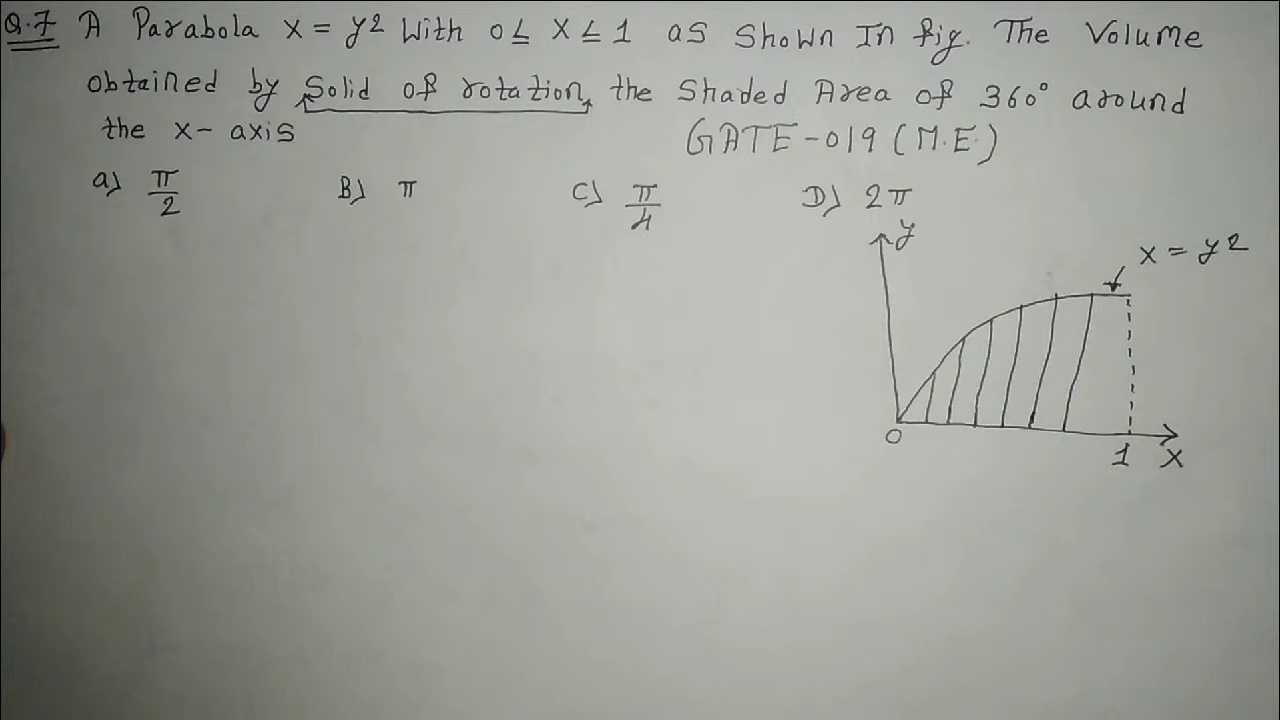 Q.7 A Parabola x = y2 With 0 ≤ x ≤ 1 as Shown In fig. The Volume
obtained by Solid of rotation, the Shaded Area of 360° around
the x- axis
GATE-019 (M.E.)
a) π/2 B) π C) π/4 D) 2π
y
x = y2
0
1 X